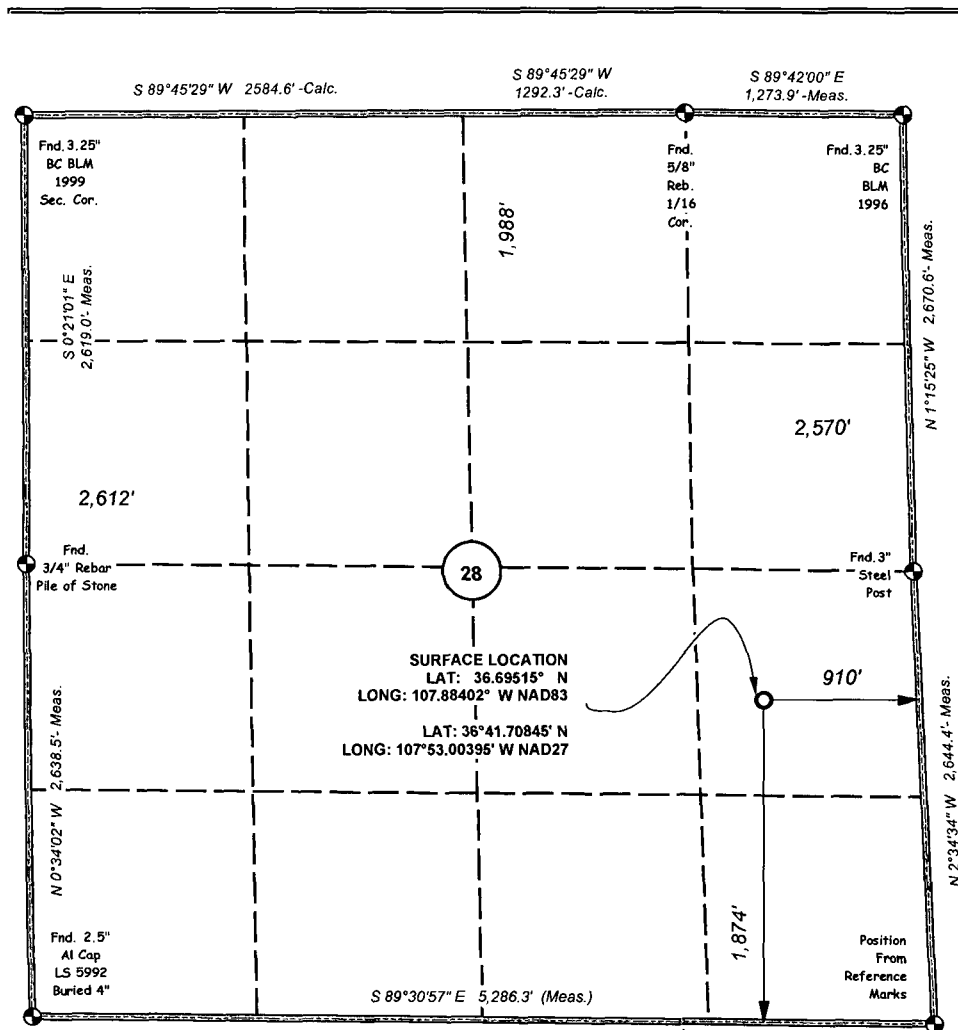 S 89°45'29" W 2584.6' -Calc.
S 89°45'29" W
1292.3' -Calc.
S 89°42'00" E
1,273.9' -Meas.
Fnd. 3.25"
BC BLM
1999
Sec. Cor.
Fnd.
5/8"
Reb.
1/16
Cor.
Fnd. 3.25"
BC
BLM
1996
1,988'
S 0°21'01" E
2,619.0'- Meas.
N 1°15'25" W 2,670.6'- Meas.
2,570'
2,612'
Fnd.
3/4" Rebar
Pile of Stone
28
Fnd. 3"
Steel
Post
SURFACE LOCATION
LAT: 36.69515° N
LONG: 107.88402° W NAD83
LAT: 36°41.70845' N
LONG: 107°53.00395' W NAD27
910'
N 0°34'02" W 2,638.5'- Meas.
N 2°34'34" W 2,644.4'- Meas.
1,874'
Fnd. 2.5"
Al Cap
LS 5992
Buried 4"
Position
From
Reference
Marks
S 89°30'57" E 5,286.3' (Meas.)